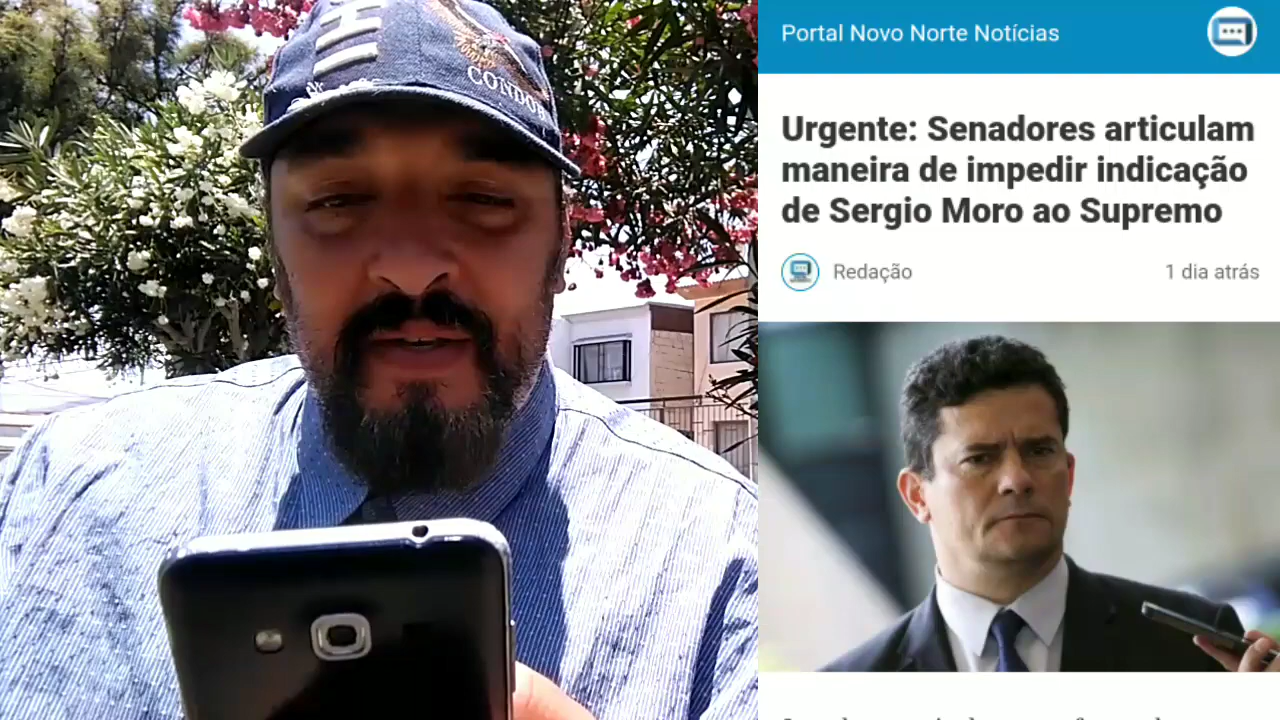 CONDOR
Portal Novo Norte Notícias
Urgente: Senadores articulam
maneira de impedir indicação
de Sergio Moro ao Supremo
Redação
1 dia atrás